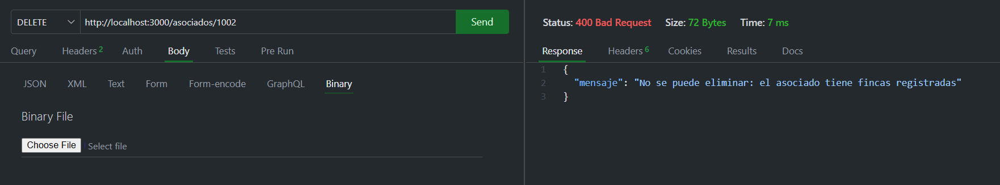 DELETE http://localhost:3000/asociados/1002 Send
Query Headers 2 Auth Body Tests Pre Run
JSON XML Text Form Form-encode GraphQL Binary
Binary File
Choose File Select file
Status: 400 Bad Request Size: 72 Bytes Time: 7 ms
Response Headers 6 Cookies Results Docs
1 {
2 "mensaje": "No se puede eliminar: el asociado tiene fincas registradas"
3 }